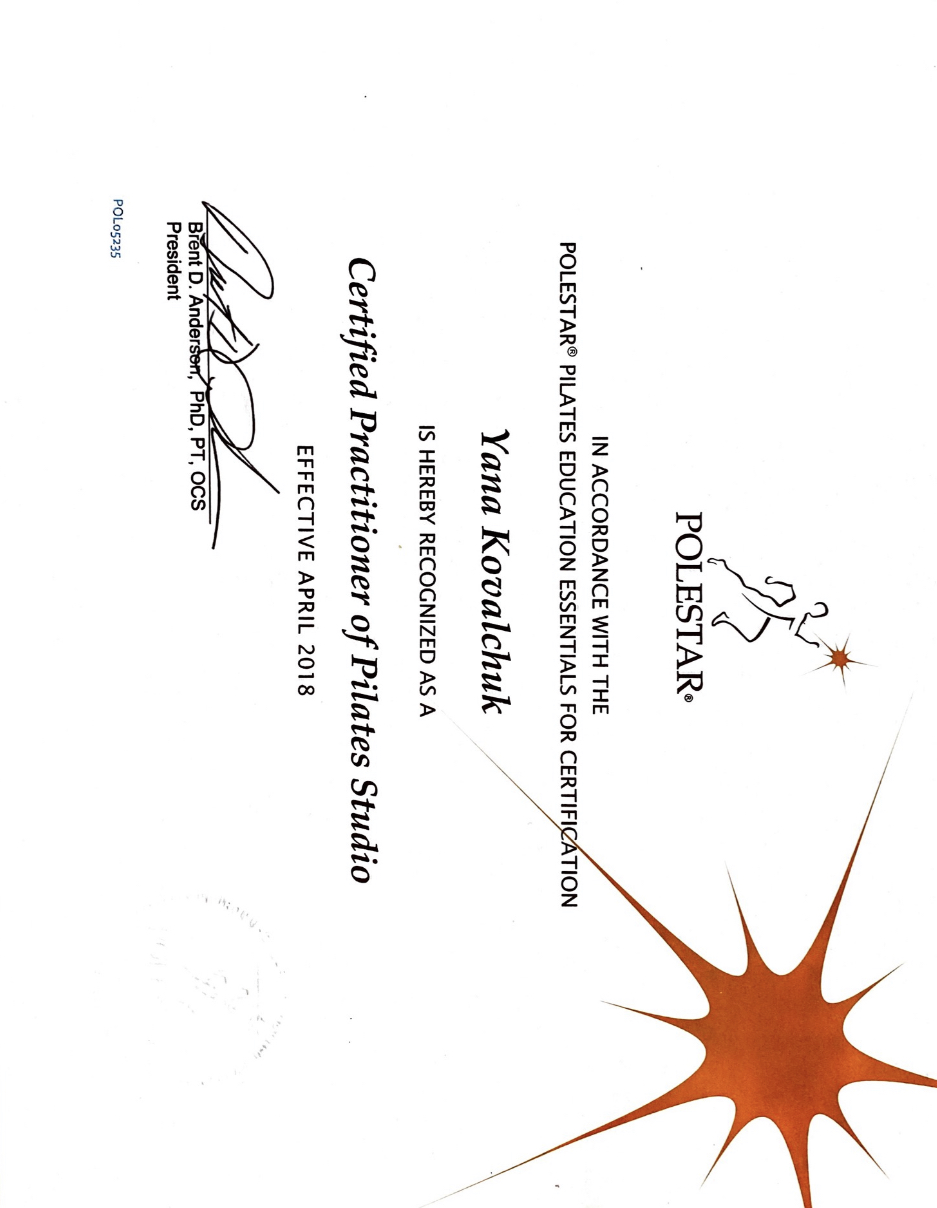 POLESTAR®
IN ACCORDANCE WITH THE
POLESTAR® PILATES EDUCATION ESSENTIALS FOR CERTIFICATION
Yana Kovalchuk
IS HEREBY RECOGNIZED AS A
Certified Practitioner of Pilates Studio
EFFECTIVE APRIL 2018
Brent D. Anderson, PhD, PT, OCS
President
POL05235